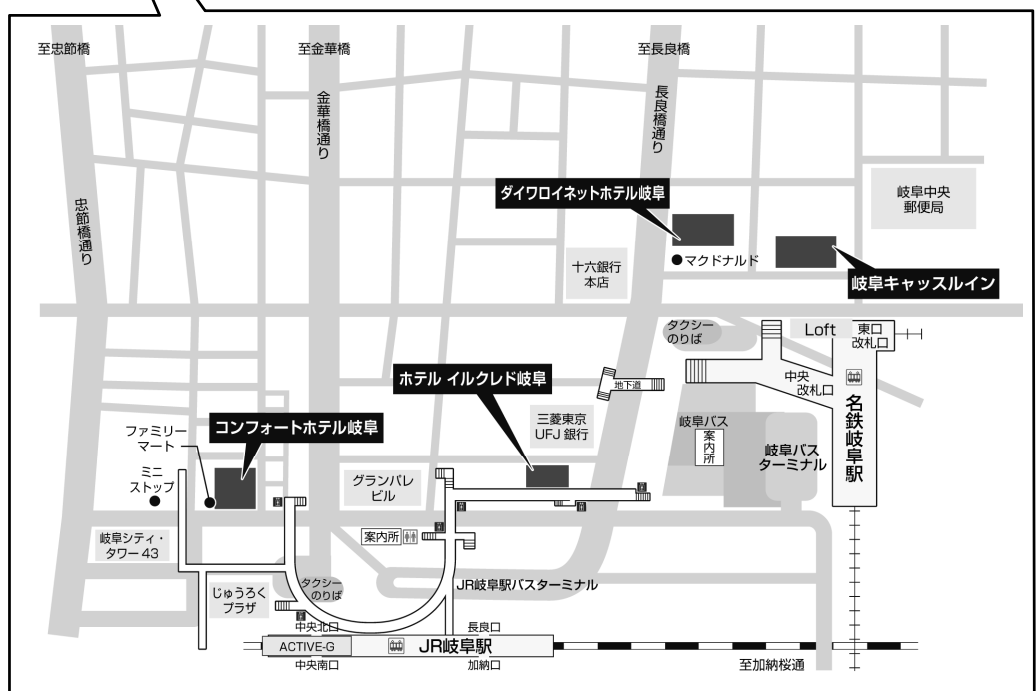 至忠節橋
至金華橋
至長良橋
金華橋通り
長良橋通り
忠節橋通り
ダイワロイネットホテル岐阜
岐阜中央
郵便局
マクドナルド
十六銀行
本店
岐阜キャッスルイン
タクシー
のりば
Loft
東口
改札口
中央
改札口
名鉄岐阜駅
ホテル イルクレド岐阜
地下道
三菱東京
UFJ 銀行
岐阜バス
案内所
岐阜バス
ターミナル
ファミリー
マート
コンフォートホテル岐阜
ミニ
ストップ
グランパレ
ビル
岐阜シティ・
タワー 43
案内所
じゅうろく
プラザ
タクシー
のりば
JR岐阜駅バスターミナル
中央北口
長良口
ACTIVE-G
JR岐阜駅
中央南口
加納口
至加納桜通